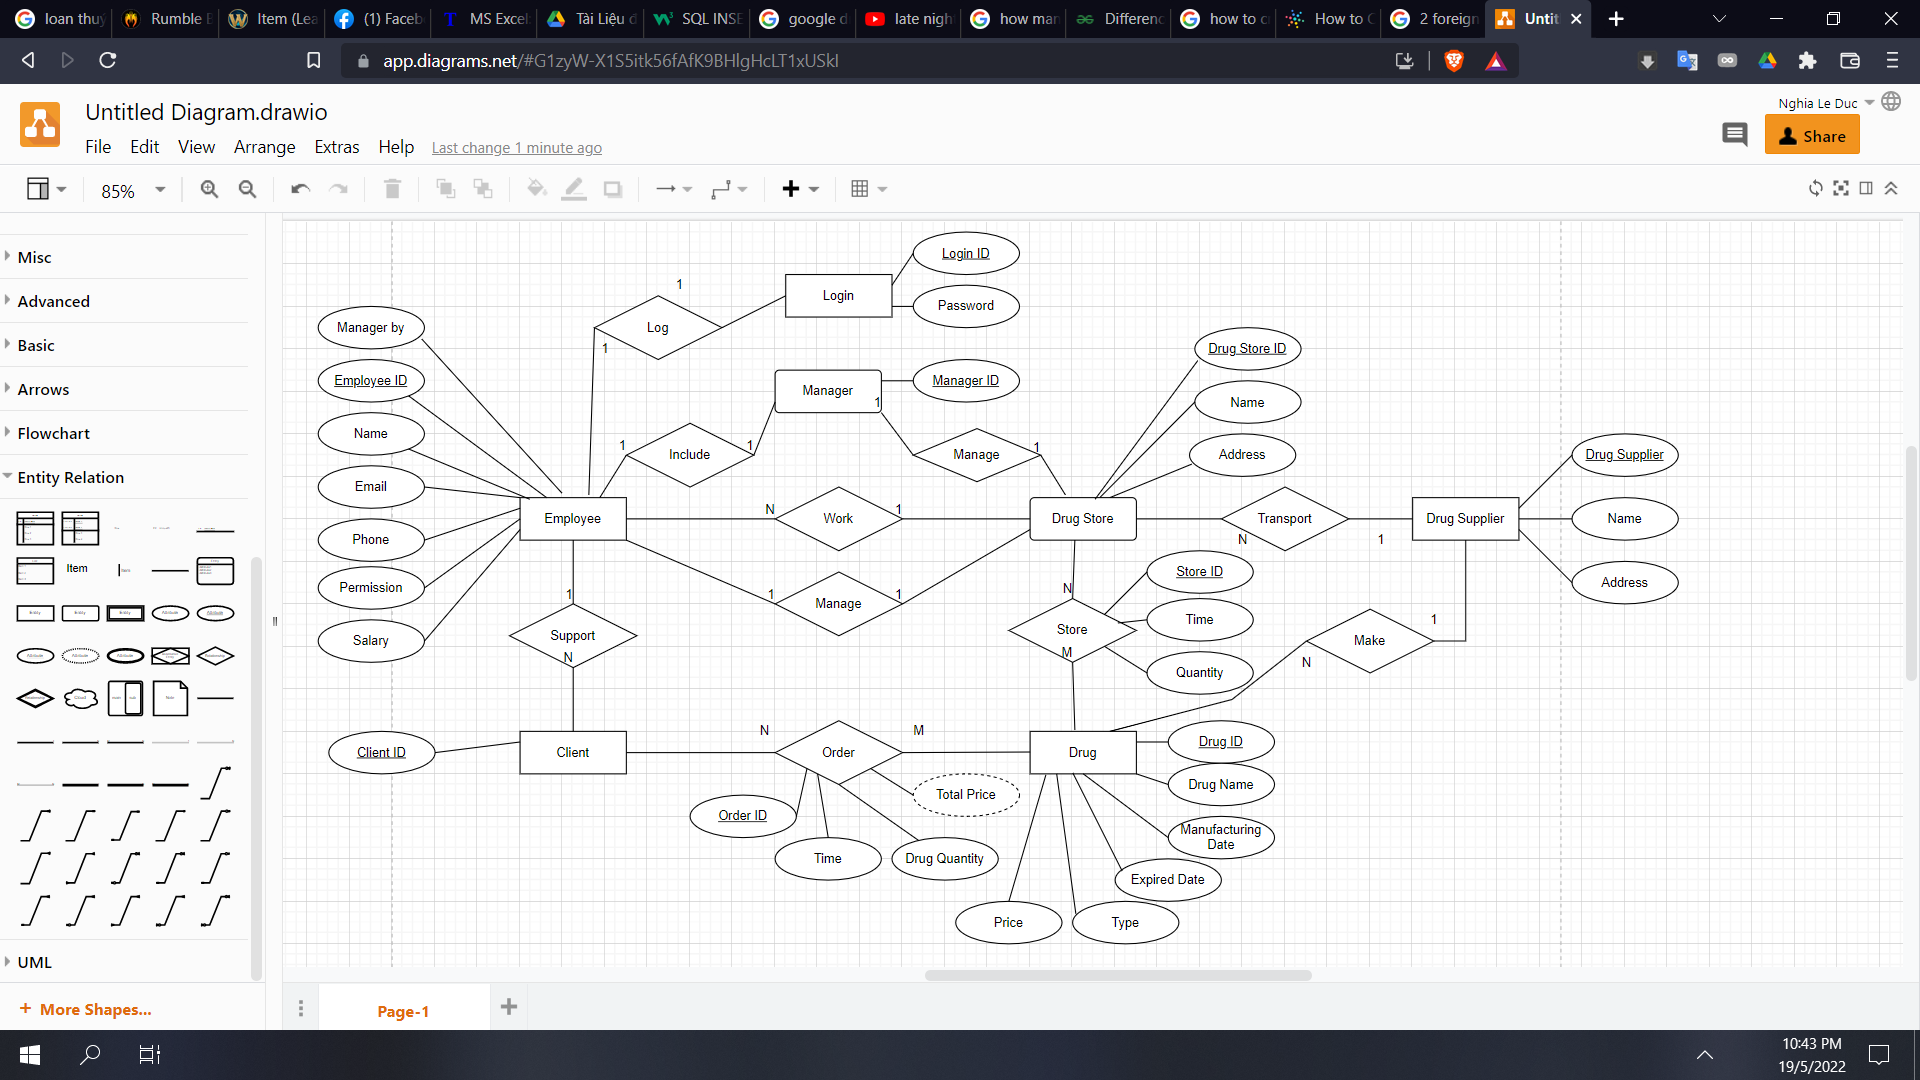 loan thuy
Rumble B
Item (Lea
(1) Faceb
MS Excel
Tài Liệu d
SQL INSE
google d
late nigh
how man
Differenc
how to c
How to C
2 foreign
Untit
app.diagrams.net/#G1zyW-X1S5itk56fAfK9BHlgHcLT1xUSkI
Untitled Diagram.drawio
Nghia Le Duc
File Edit View Arrange Extras Help Last change 1 minute ago
Share
85%
Misc
Advanced
Basic
Arrows
Flowchart
Entity Relation
Item
UML
+ More Shapes...
Login ID
1
Login
Password
Manager by
Log
1
Drug Store ID
Employee ID
Manager
1
Manager ID
Name
Name
1
Include
1
Manage
1
Address
Drug Supplier
Email
Employee
N
Work
1
Drug Store
Transport
N
1
Drug Supplier
Name
Phone
Store ID
Permission
1
1
Manage
1
N
Address
Salary
Support
N
Store
M
Time
1
Make
N
Quantity
N
M
Client ID
Client
Order
Drug
Drug ID
Drug Name
Total Price
Order ID
Manufacturing
Date
Time
Drug Quantity
Expired Date
Price
Type
Page-1
10:43 PM
19/5/2022